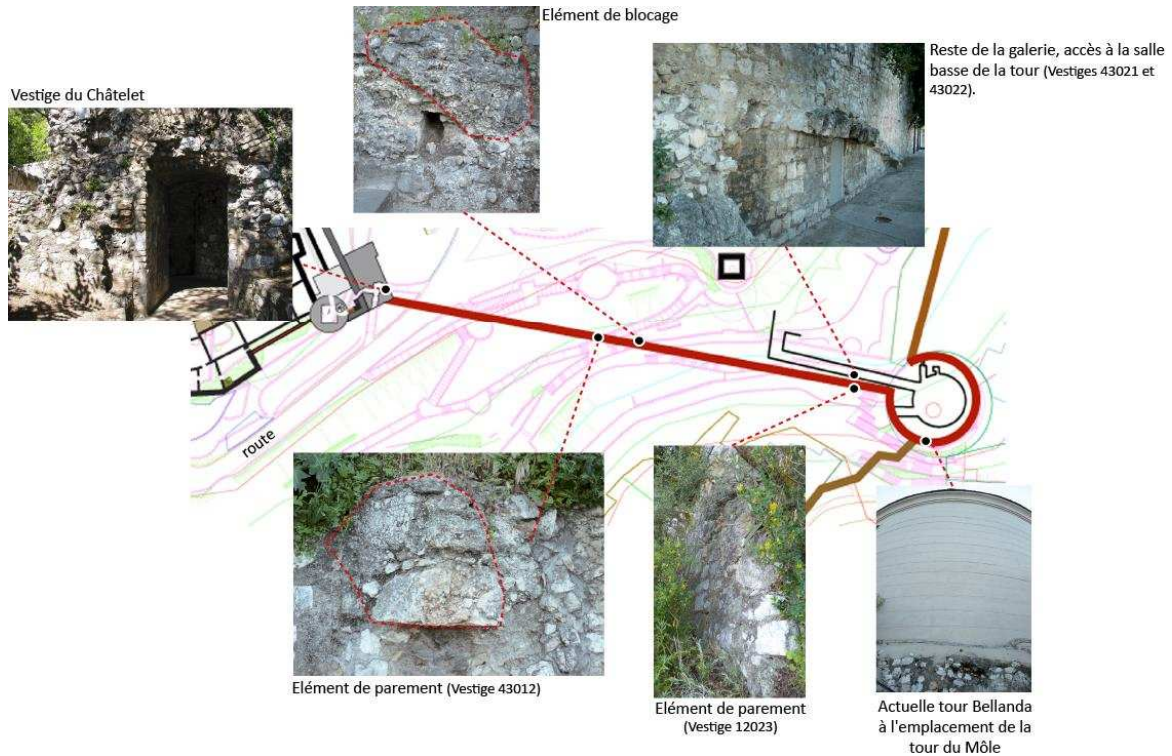 Elément de blocage
Reste de la galerie, accès à la salle
basse de la tour (Vestiges 43021 et
43022).
Vestige du Châtelet
route
Elément de parement (Vestige 43012)
Elément de parement
(Vestige 12023)
Actuelle tour Bellanda
à l'emplacement de la
tour du Môle